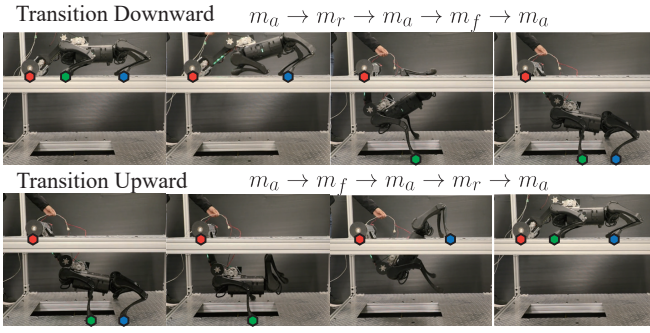 Transition Downward m_a → m_r → m_a → m_f → m_a
Transition Upward m_a → m_f → m_a → m_r → m_a